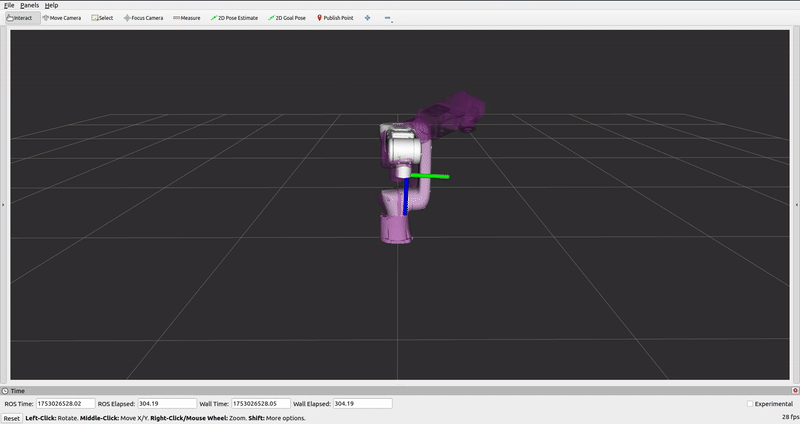 File Panels Help
Interact Move Camera Select Focus Camera Measure 2D Pose Estimate 2D Goal Pose Publish Point
Time
ROS Time: 1753026528.02 ROS Elapsed: 304.19 Wall Time: 1753026528.05 Wall Elapsed: 304.19 Experimental
Reset Left-Click: Rotate. Middle-Click: Move X/Y. Right-Click/Mouse Wheel: Zoom. Shift: More options. 28 fps